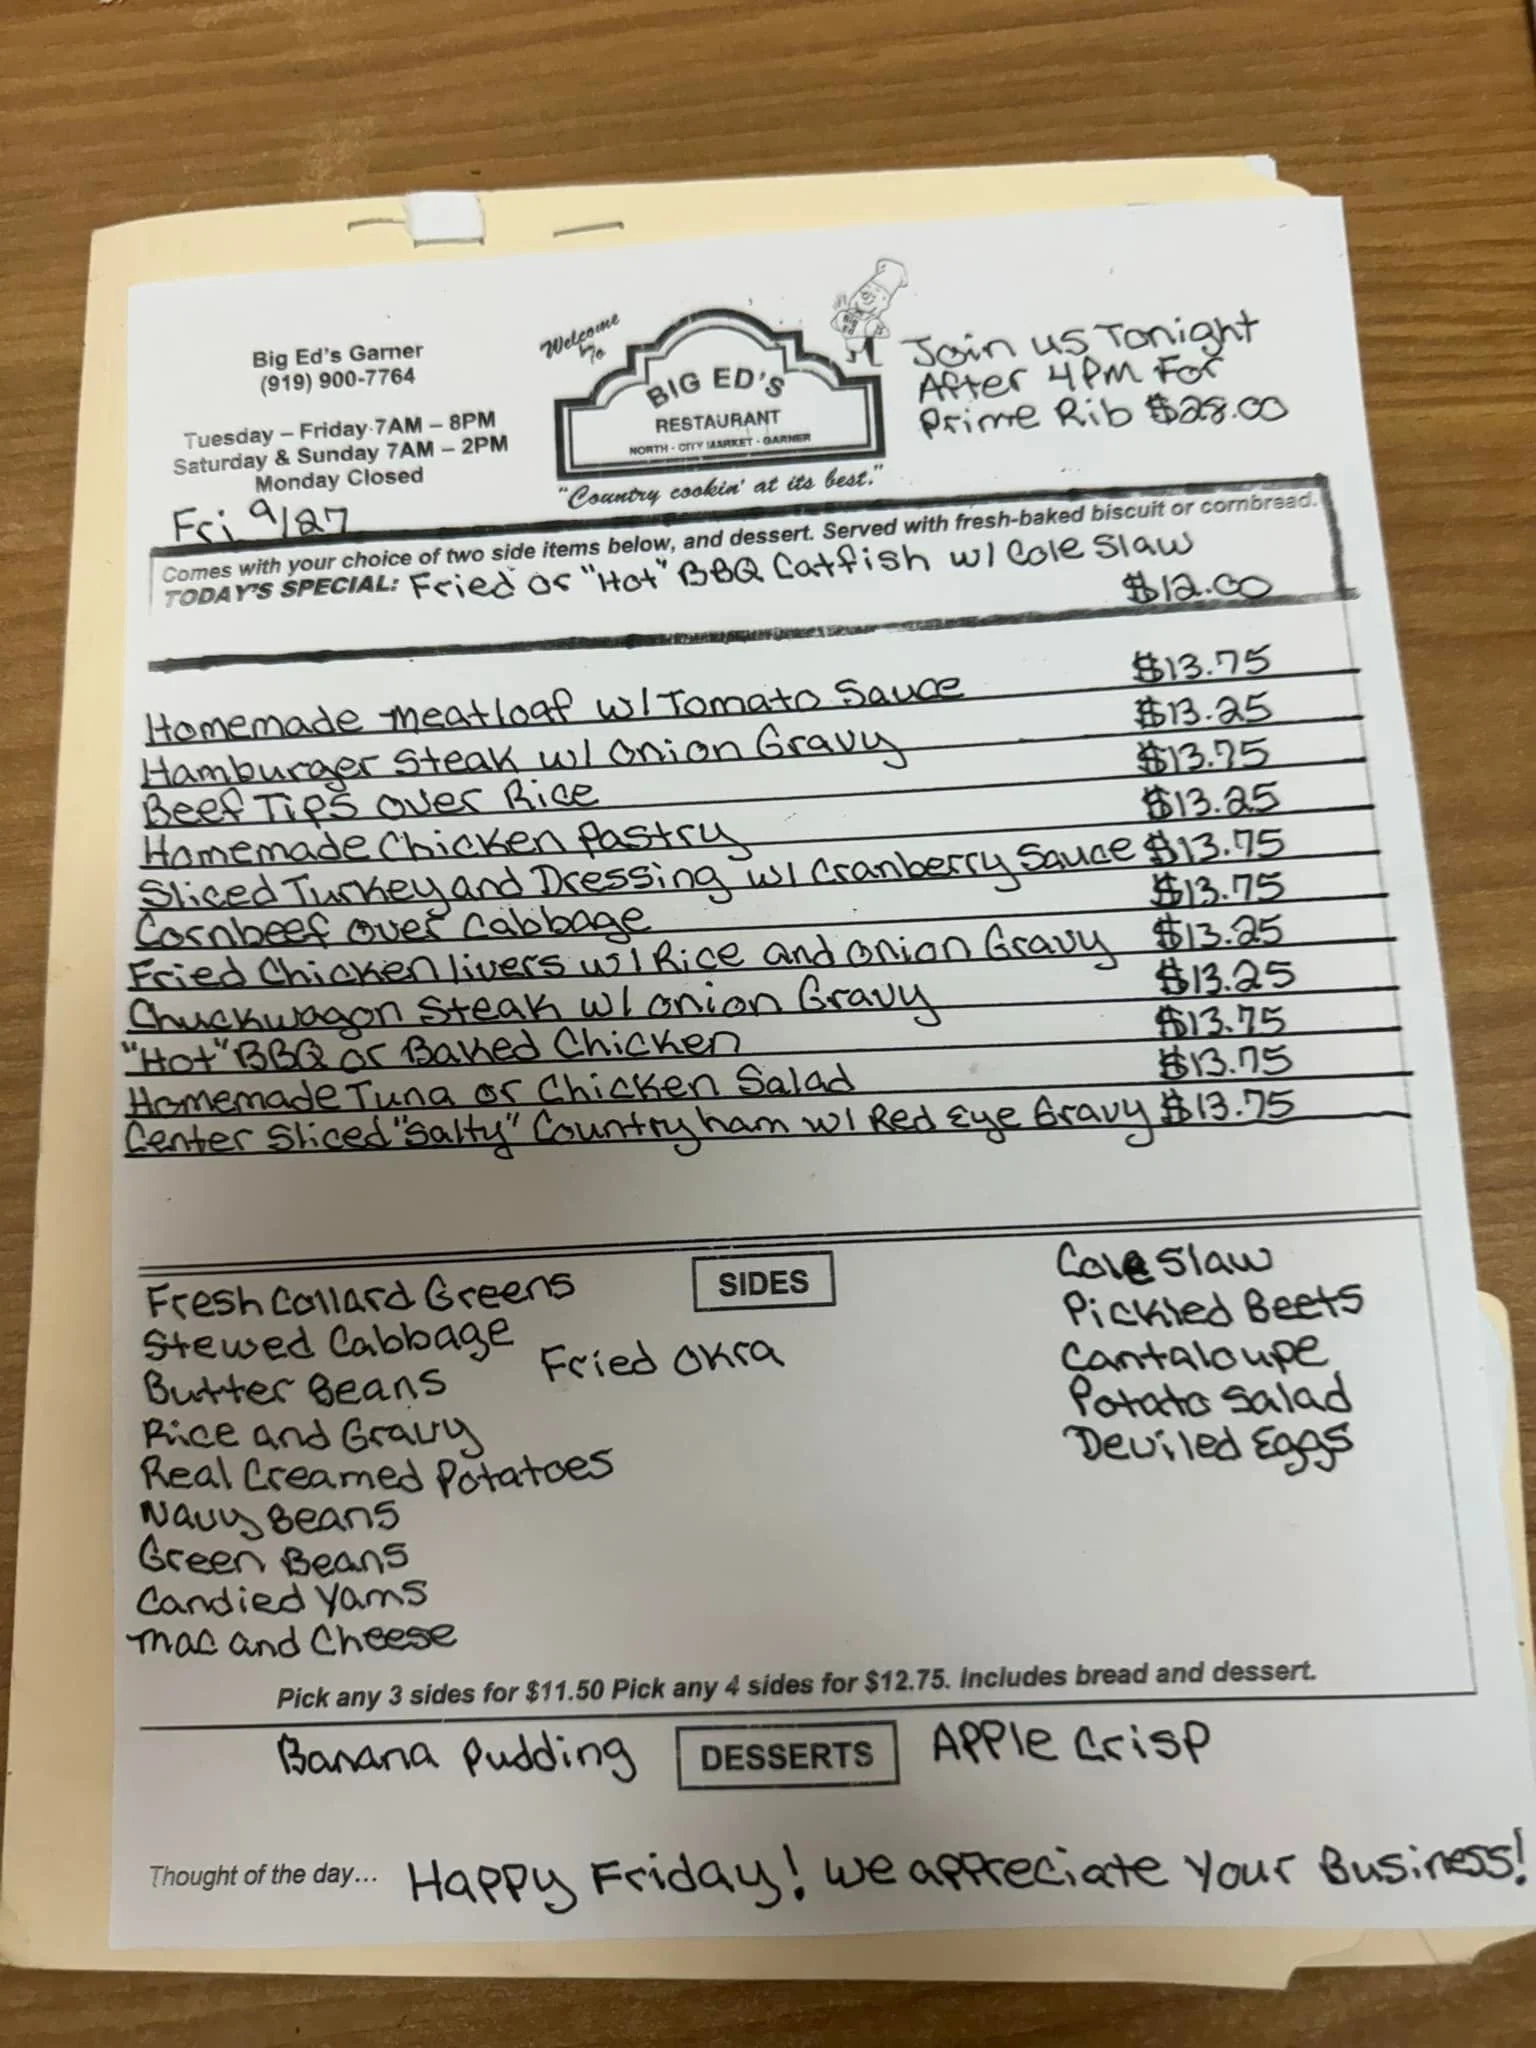 Big Ed's Garner
(919) 900-7764
Tuesday – Friday 7AM – 8PM
Saturday & Sunday 7AM – 2PM
Monday Closed
Fri 9/27
Welcome
To
BIG ED'S
RESTAURANT
NORTH - CITY MARKET - GARNER
"Country cookin' at its best."
Join us Tonight
After 4PM For
Prime Rib $28.00
Comes with your choice of two side items below, and dessert. Served with fresh-baked biscuit or cornbread.
TODAY'S SPECIAL: Fried or "Hot" BBQ Catfish w/ Cole Slaw
$12.00
Homemade Meatloaf w/ Tomato Sauce $13.75
Hamburger Steak w/ Onion Gravy $13.25
Beef Tips over Rice $13.75
Homemade Chicken Pastry $13.25
Sliced Turkey and Dressing w/ Cranberry Sauce $13.75
Cornbeef over Cabbage $13.75
Fried Chicken livers w/ Rice and Onion Gravy $13.25
Chuckwagon Steak w/ Onion Gravy $13.25
"Hot" BBQ or Baked Chicken $13.75
Homemade Tuna or Chicken Salad $13.75
Center Sliced "Salty" Country ham w/ Red Eye Gravy $13.75
SIDES
Fresh Collard Greens
Stewed Cabbage
Butter Beans
Rice and Gravy
Real Creamed Potatoes
Navy Beans
Green Beans
Candied Yams
Mac and Cheese
Fried Okra
Cole Slaw
Pickled Beets
Cantaloupe
Potato Salad
Deviled Eggs
Pick any 3 sides for $11.50 Pick any 4 sides for $12.75. Includes bread and dessert.
DESSERTS
Banana Pudding
Apple Crisp
Thought of the day... Happy Friday! We appreciate Your Business!